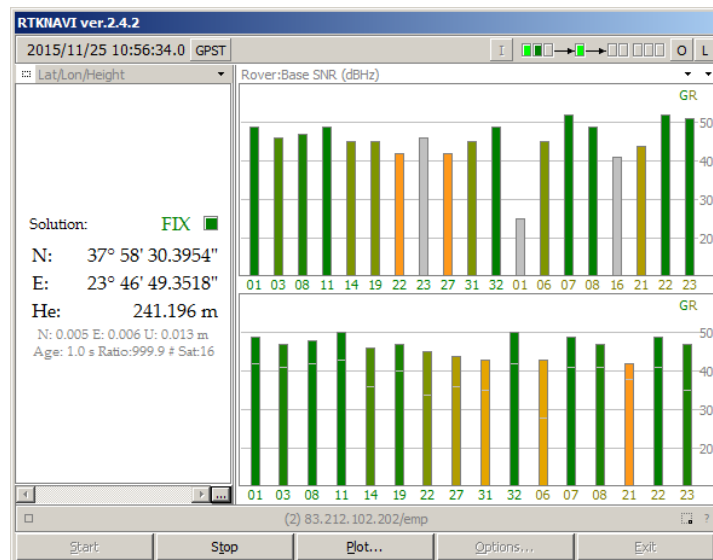 RTKNAVI ver.2.4.2
2015/11/25 10:56:34.0 GPST I O L
Lat/Lon/Height
Rover:Base SNR (dBHz)
Solution: FIX
N: 37° 58' 30.3954"
E: 23° 46' 49.3518"
He: 241.196 m
N: 0.005 E: 0.006 U: 0.013 m
Age: 1.0 s Ratio:999.9 # Sat:16
GR
50
40
30
20
01 03 08 11 14 19 22 23 27 31 32 01 06 07 08 16 21 22 23
GR
50
40
30
20
01 03 08 11 14 19 22 27 31 32 06 07 08 21 22 23
...
(2) 83.212.102.202/emp ?
Start Stop Plot... Options... Exit